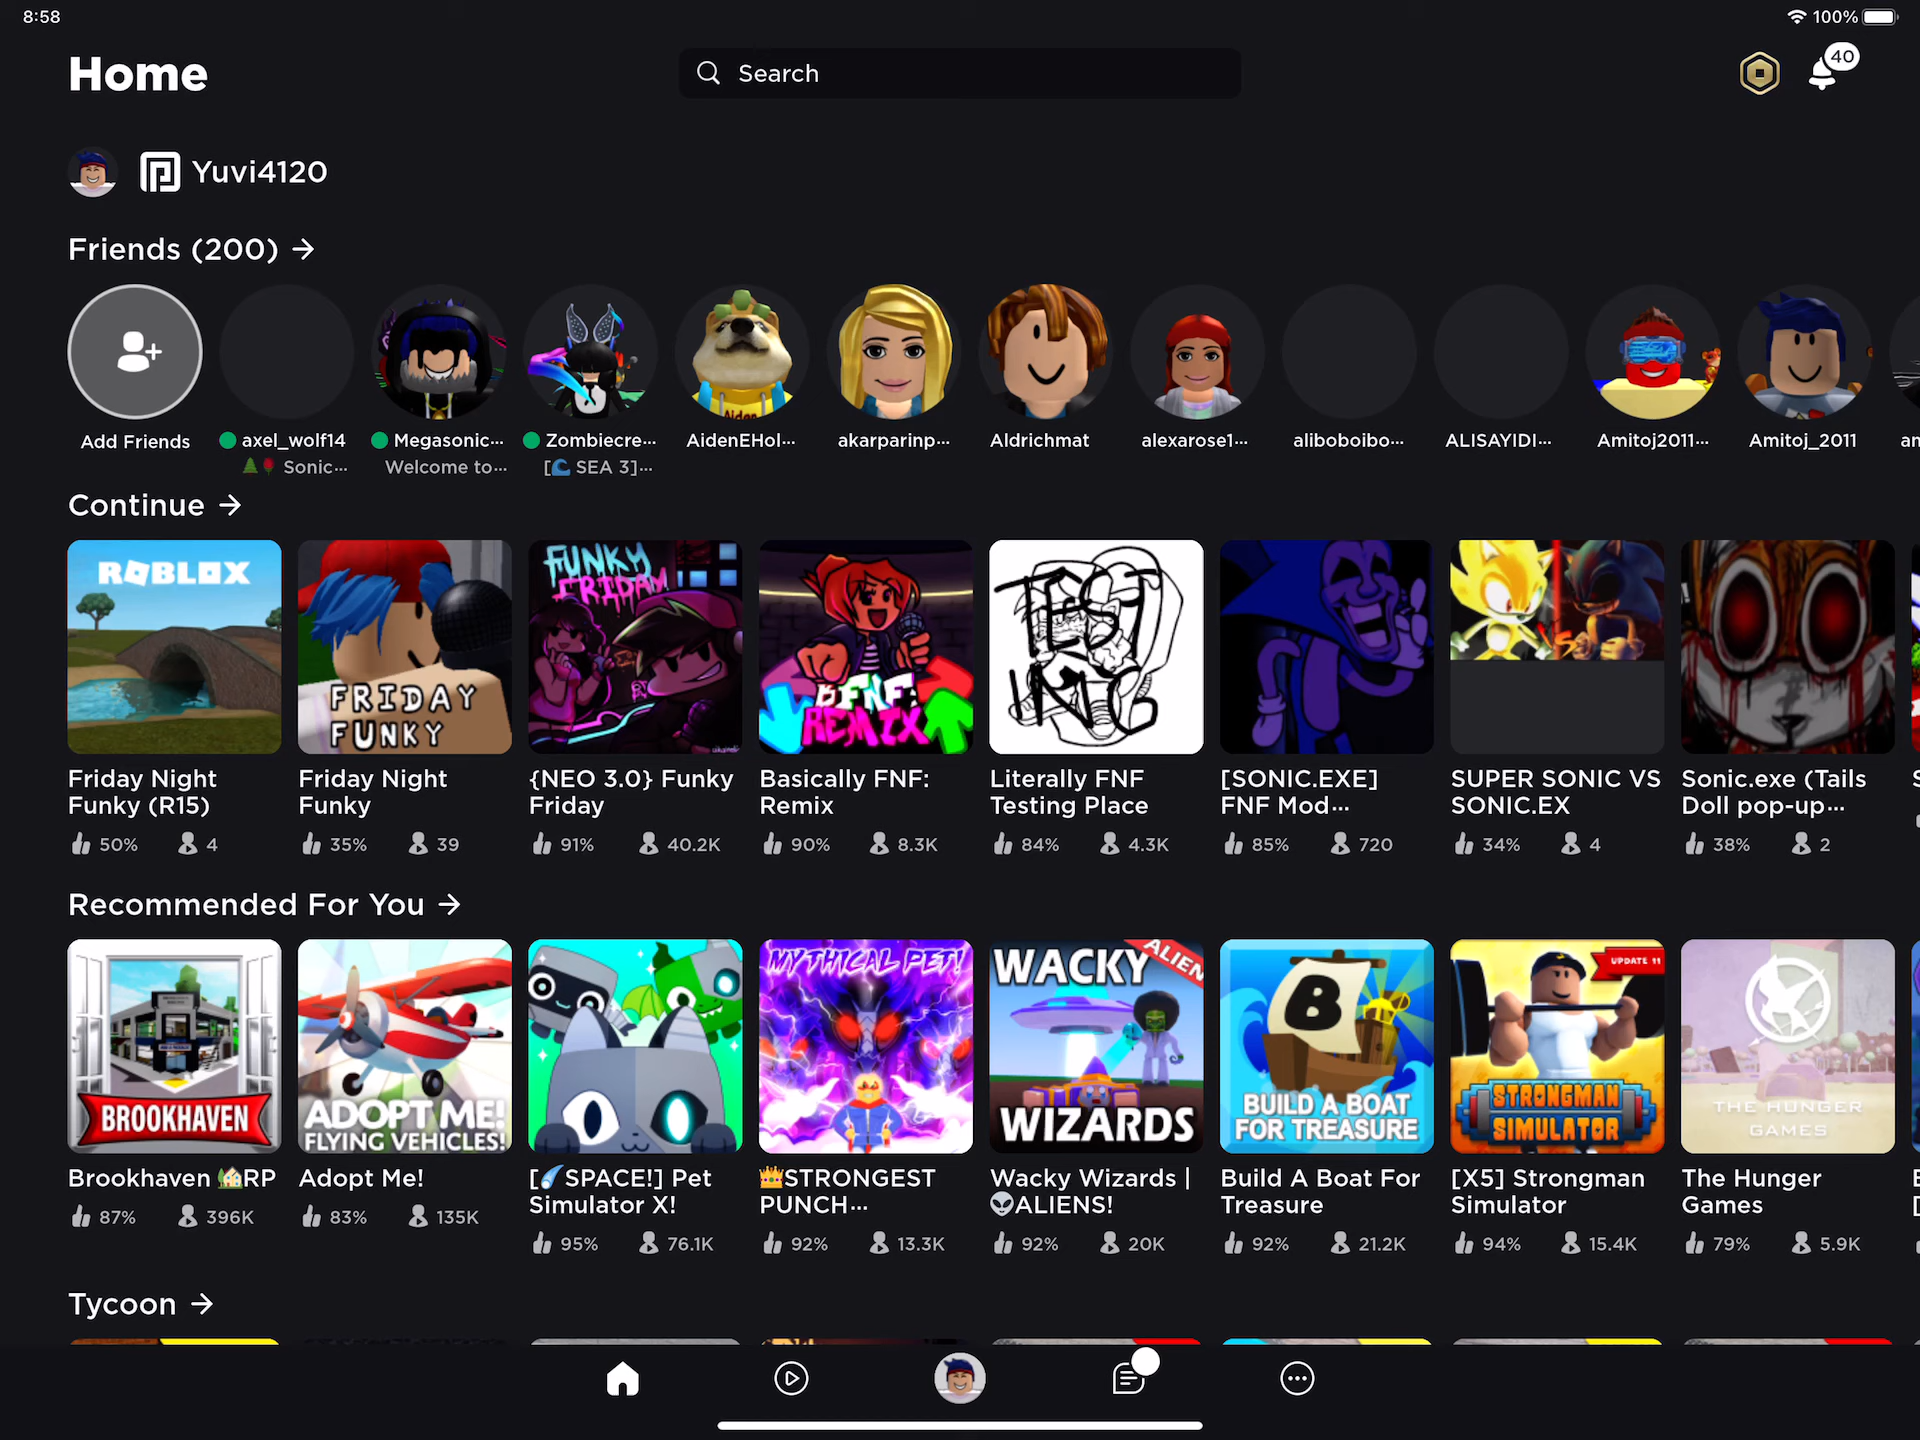 8:58
100%
Home
Search
40
Yuvi4120
Friends (200) →
Add Friends
axel_wolf14
🌲🌹 Sonic...
Megasonic...
Welcome to...
Zombiecre...
[🌊 SEA 3]...
AidenEHol...
akarparinp...
Aldrichmat
alexarose1...
aliboboibo...
ALISAYIDI...
Amitoj2011...
Amitoj_2011
an
Aidan
Continue →
ROBLOX
FRIDAY
FUNKY
FUNKY
FRIDAY
BFNF:
REMIX
TEST
ING
VS
Friday Night
Funky (R15)
50% 4
Friday Night
Funky
35% 39
{NEO 3.0} Funky
Friday
91% 40.2K
Basically FNF:
Remix
90% 8.3K
Literally FNF
Testing Place
84% 4.3K
[SONIC.EXE]
FNF Mod...
85% 720
SUPER SONIC VS
SONIC.EX
34% 4
Sonic.exe (Tails
Doll pop-up...
38% 2
Recommended For You →
BROOKHAVEN
ADOPT ME!
FLYING VEHICLES!
MYTHICAL PET!
WACKY
ALIEN
WIZARDS
B
BUILD A BOAT
FOR TREASURE
UPDATE 11
STRONGMAN
SIMULATOR
THE HUNGER
GAMES
Brookhaven 🏡RP
87% 396K
Adopt Me!
83% 135K
[☄️SPACE!] Pet
Simulator X!
95% 76.1K
👑STRONGEST
PUNCH...
92% 13.3K
Wacky Wizards |
👽ALIENS!
92% 20K
Build A Boat For
Treasure
92% 21.2K
[X5] Strongman
Simulator
94% 15.4K
The Hunger
Games
79% 5.9K
Tycoon →